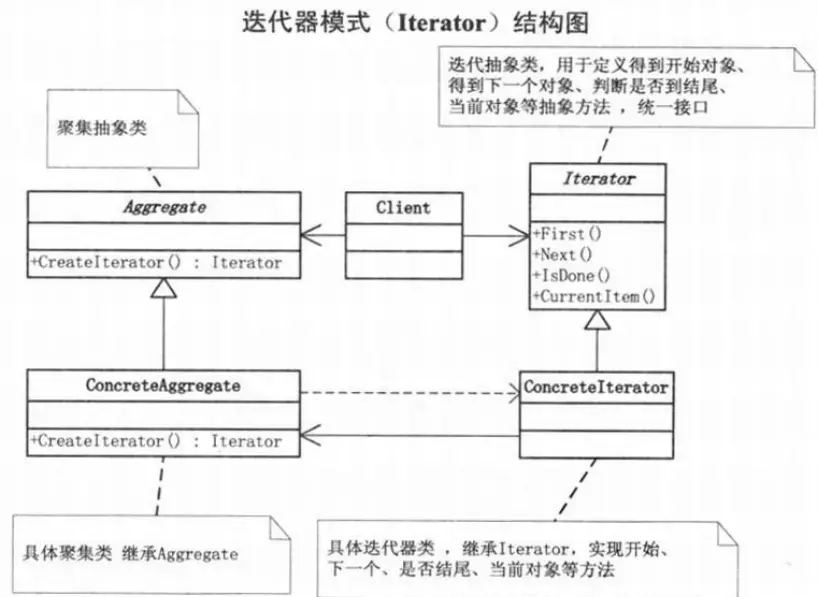 迭代器模式（Iterator）结构图
迭代抽象类，用于定义得到开始对象、
得到下一个对象、判断是否到结尾、
当前对象等抽象方法 ，统一接口
聚集抽象类
Aggregate
+CreateIterator() : Iterator
Client
Iterator
+First()
+Next()
+IsDone()
+CurrentItem()
ConcreteAggregate
+CreateIterator() : Iterator
ConcreteIterator
具体聚集类 继承Aggregate
具体迭代器类 ，继承Iterator，实现开始、
下一个、是否结尾、当前对象等方法